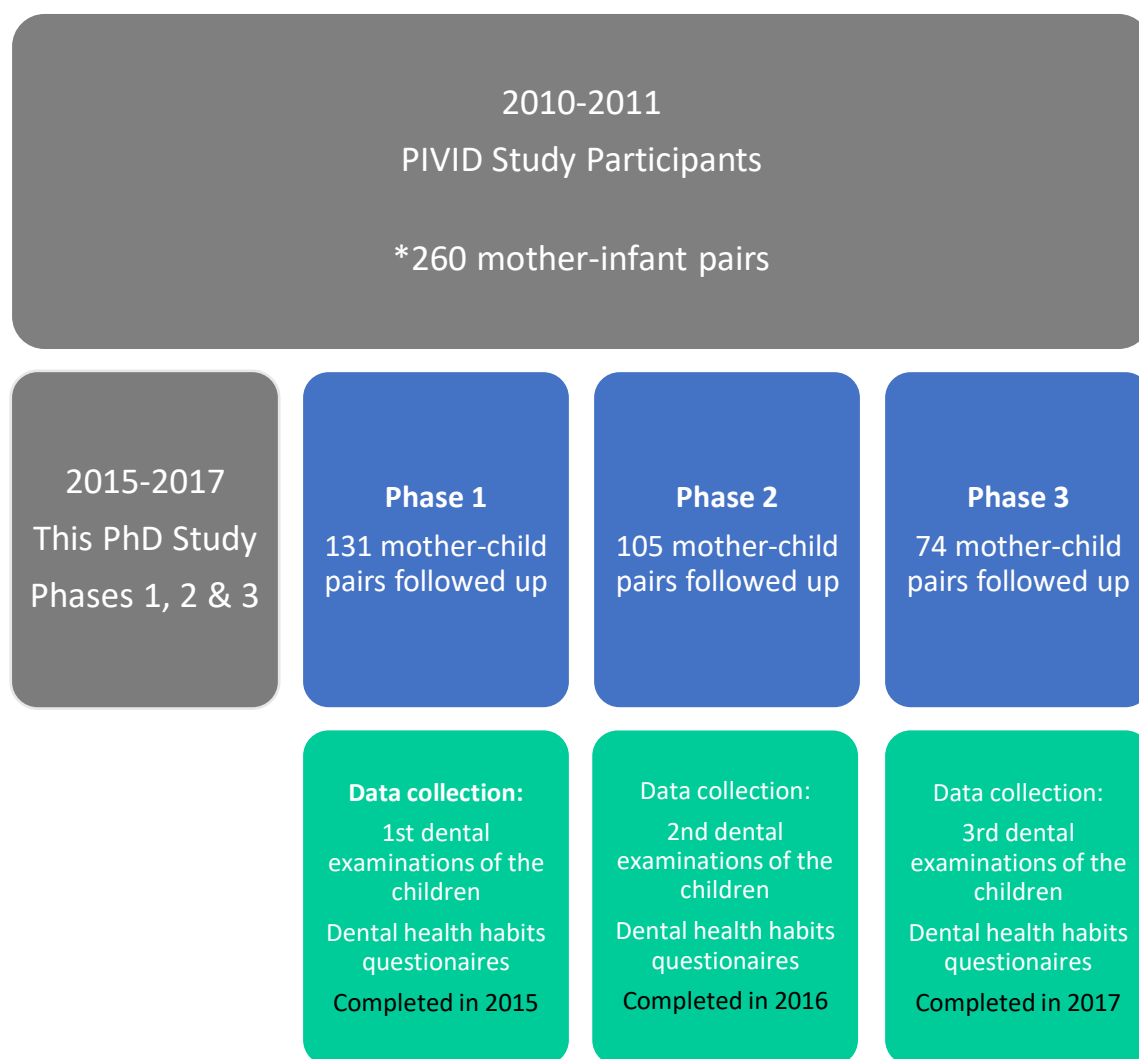 2010-2011
PIVID Study Participants
*260 mother-infant pairs
2015-2017
This PhD Study
Phases 1, 2 & 3
Phase 1
131 mother-child
pairs followed up
Phase 2
105 mother-child
pairs followed up
Phase 3
74 mother-child
pairs followed up
Data collection:
1st dental
examinations of the
children
Dental health habits
questionaires
Completed in 2015
Data collection:
2nd dental
examinations of the
children
Dental health habits
questionaires
Completed in 2016
Data collection:
3rd dental
examinations of the
children
Dental health habits
questionaires
Completed in 2017